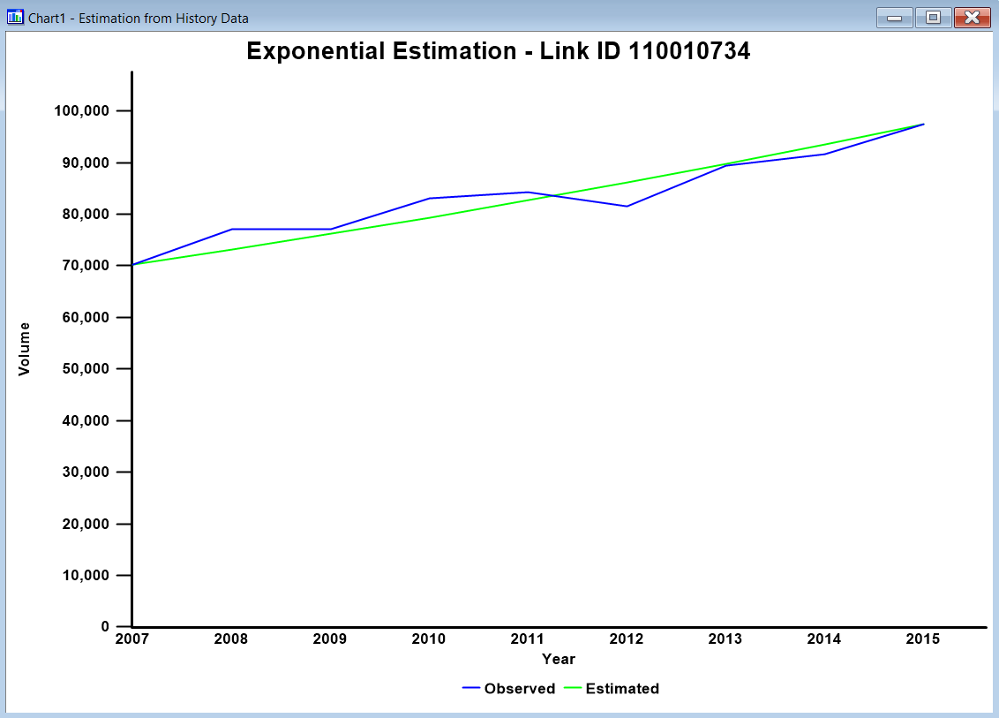 Chart1 - Estimation from History Data
Exponential Estimation - Link ID 110010734
100,000
90,000
80,000
70,000
60,000
50,000
40,000
30,000
20,000
10,000
0
Volume
2007 2008 2009 2010 2011 2012 2013 2014 2015
Year
Observed Estimated